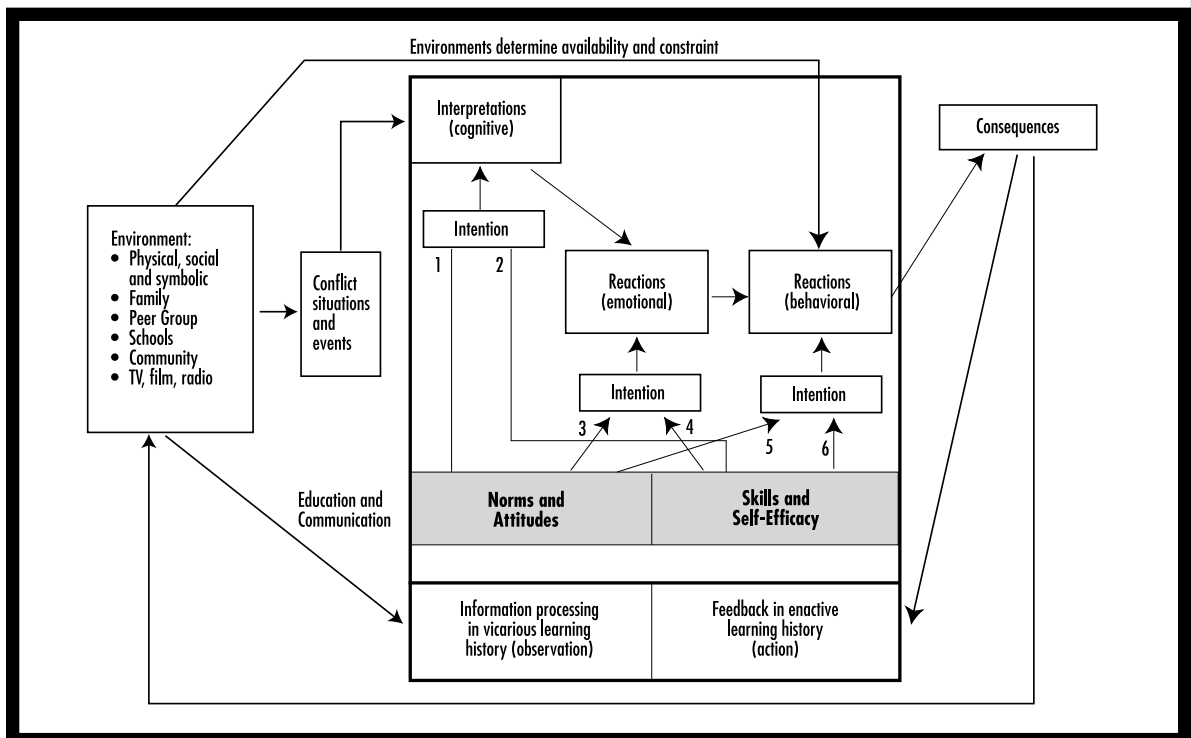 Environments determine availability and constraint
Interpretations
(cognitive)
Consequences
Intention
1
2
Environment:
• Physical, social
and symbolic
• Family
• Peer Group
• Schools
• Community
• TV, film, radio
Conflict
situations
and
events
Reactions
(emotional)
Reactions
(behavioral)
Intention
Intention
3
4
5
6
Norms and
Attitudes
Skills and
Self-Efficacy
Education and
Communication
Information processing
in vicarious learning
history (observation)
Feedback in enactive
learning history
(action)